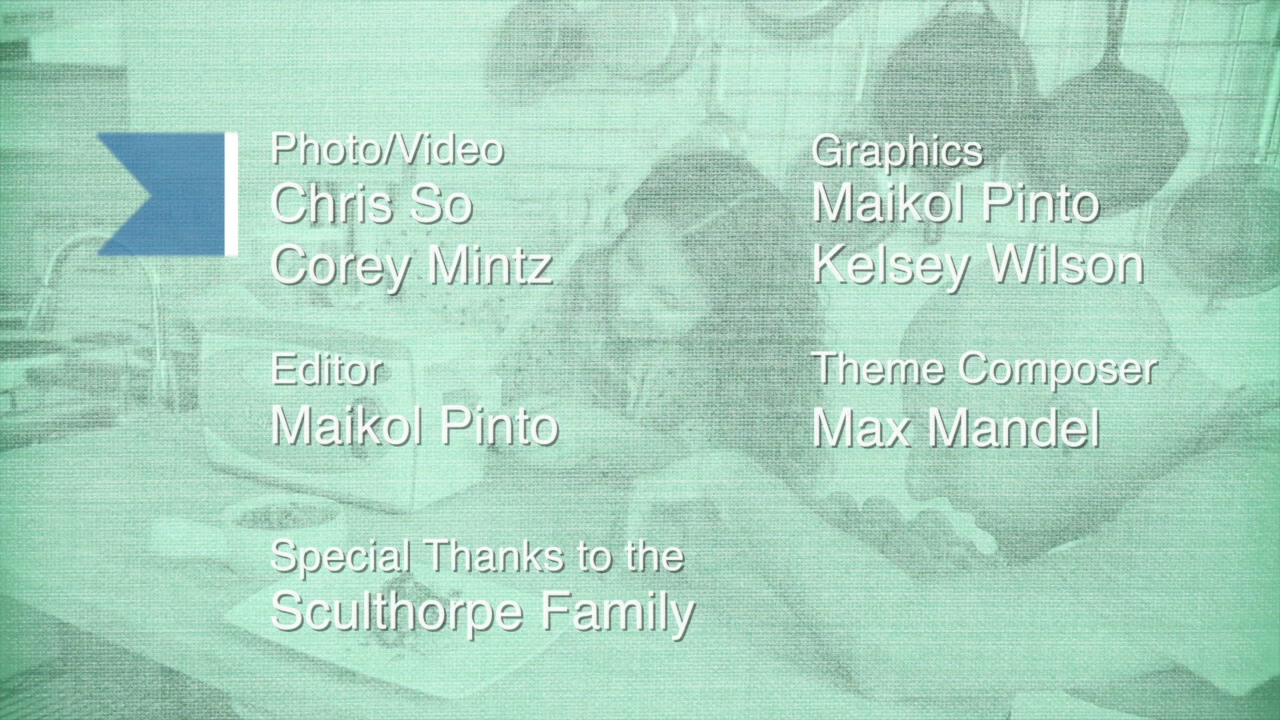 Photo/Video
Chris So
Corey Mintz
Graphics
Maikol Pinto
Kelsey Wilson
Editor
Maikol Pinto
Theme Composer
Max Mandel
Special Thanks to the
Sculthorpe Family